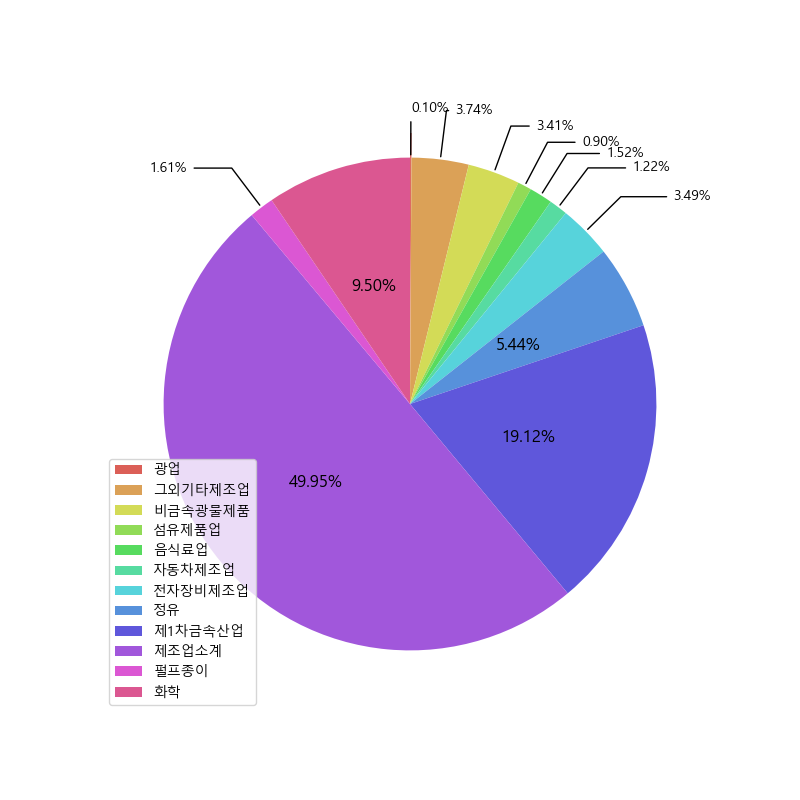 0.10%
3.74%
3.41%
0.90%
1.52%
1.61%
1.22%
3.49%
9.50%
5.44%
19.12%
49.95%
광업
그외기타제조업
비금속광물제품
섬유제품업
음식료업
자동차제조업
전자장비제조업
정유
제1차금속산업
제조업소계
펄프종이
화학